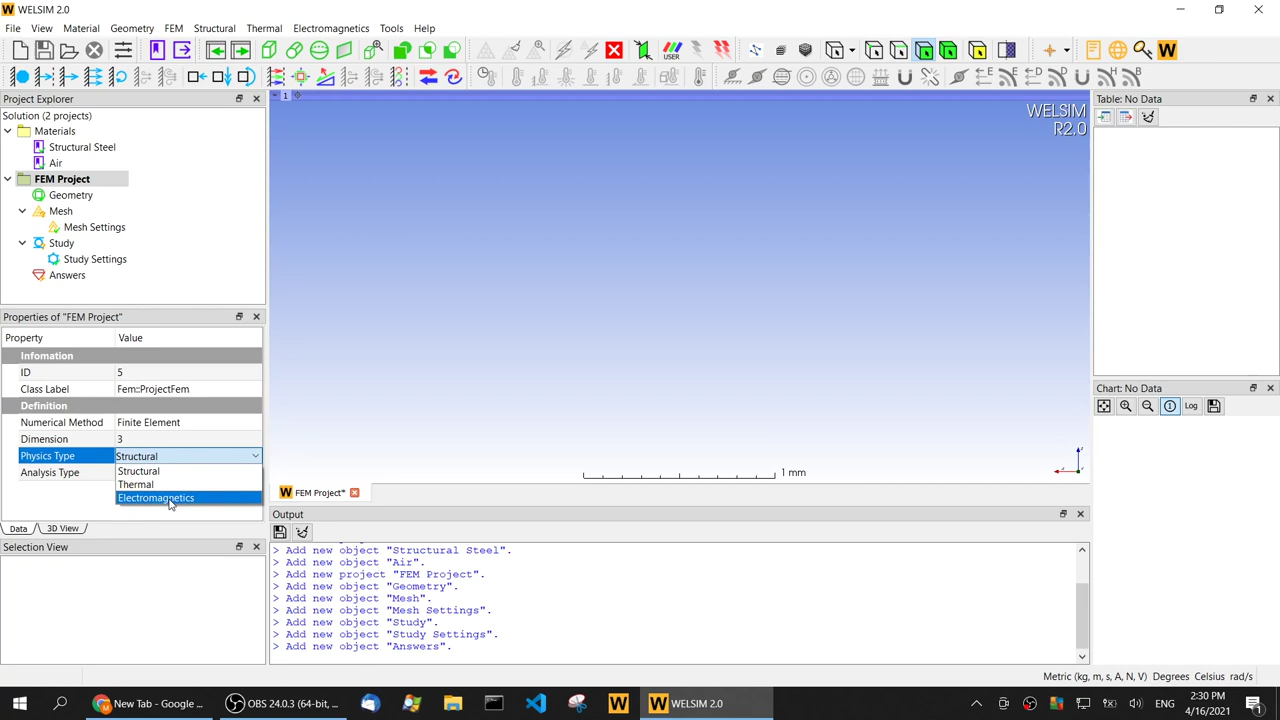 WELSIM 2.0
File View Material Geometry FEM Structural Thermal Electromagnetics Tools Help
USER
E E D H B
Project Explorer
Solution (2 projects)
Materials
Structural Steel
Air
FEM Project
Geometry
Mesh
Mesh Settings
Study
Study Settings
Answers
Properties of "FEM Project"
Property Value
Infomation
ID 5
Class Label Fem::ProjectFem
Definition
Numerical Method Finite Element
Dimension 3
Physics Type Structural
Analysis Type
Structural
Thermal
Electromagnetics
Data 3D View
Selection View
1
WELSIM
R2.0
1 mm
FEM Project*
Output
> Add new object "Structural Steel".
> Add new object "Air".
> Add new project "FEM Project".
> Add new object "Geometry".
> Add new object "Mesh".
> Add new object "Mesh Settings".
> Add new object "Study".
> Add new object "Study Settings".
> Add new object "Answers".
Table: No Data
Chart: No Data
Log
Metric (kg, m, s, A, N, V) Degrees Celsius rad/s
New Tab - Google ...
OBS 24.0.3 (64-bit, ...
WELSIM 2.0
ENG
2:30 PM
4/16/2021
1